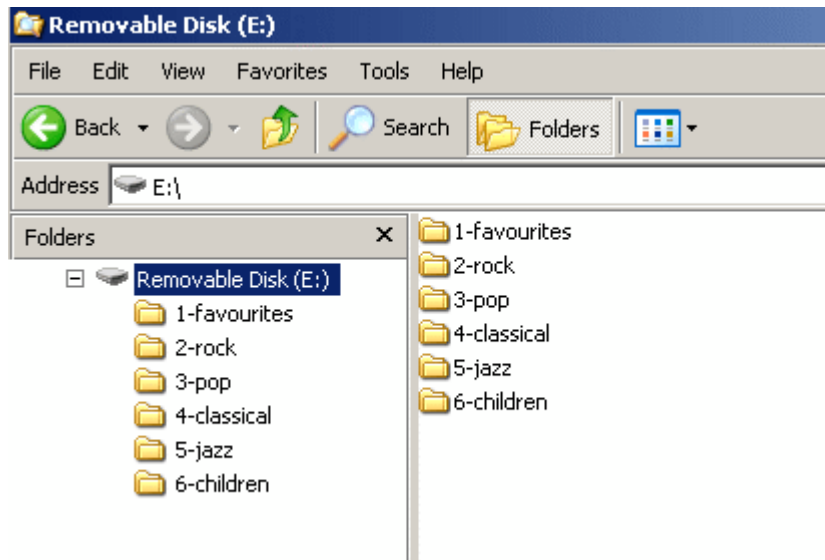 Removable Disk (E:)
File Edit View Favorites Tools Help
Back Search Folders
Address E:\
Folders
Removable Disk (E:)
1-favourites
2-rock
3-pop
4-classical
5-jazz
6-children
1-favourites
2-rock
3-pop
4-classical
5-jazz
6-children